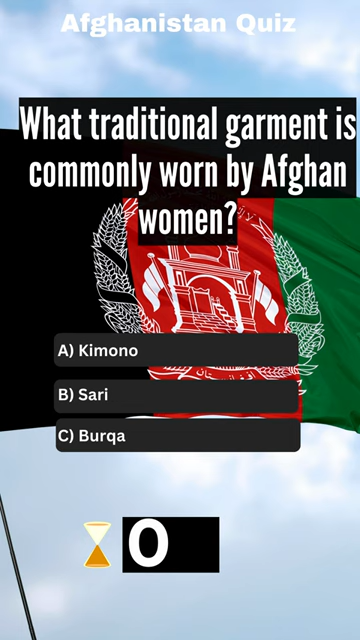 Afghanistan Quiz
What traditional garment is
commonly worn by Afghan
women?
A) Kimono
B) Sari
C) Burqa
0